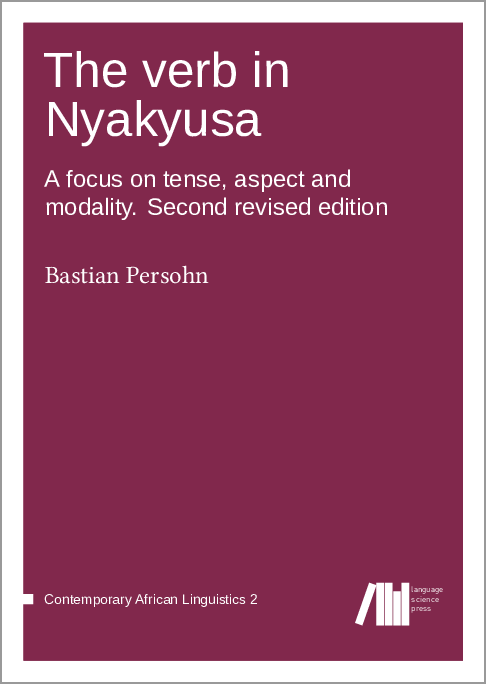 The verb in
Nyakyusa
A focus on tense, aspect and
modality. Second revised edition
Bastian Persohn
Contemporary African Linguistics 2
language
science
press